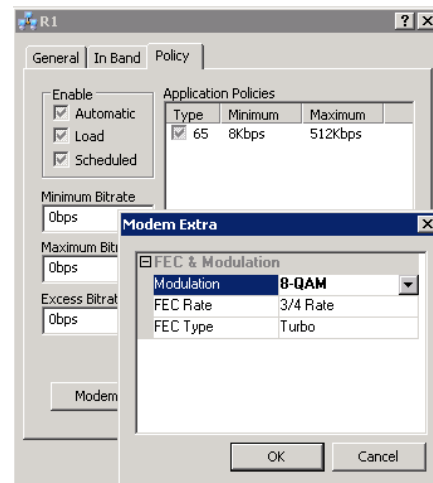 R1
General In Band Policy
Enable
Automatic
Load
Scheduled
Application Policies
Type Minimum Maximum
65 8Kbps 512Kbps
Minimum Bitrate
0bps
Maximum Bit
0bps
Excess Bitrat
0bps
Modem
Modem Extra
FEC & Modulation
Modulation 8-QAM
FEC Rate 3/4 Rate
FEC Type Turbo
OK Cancel